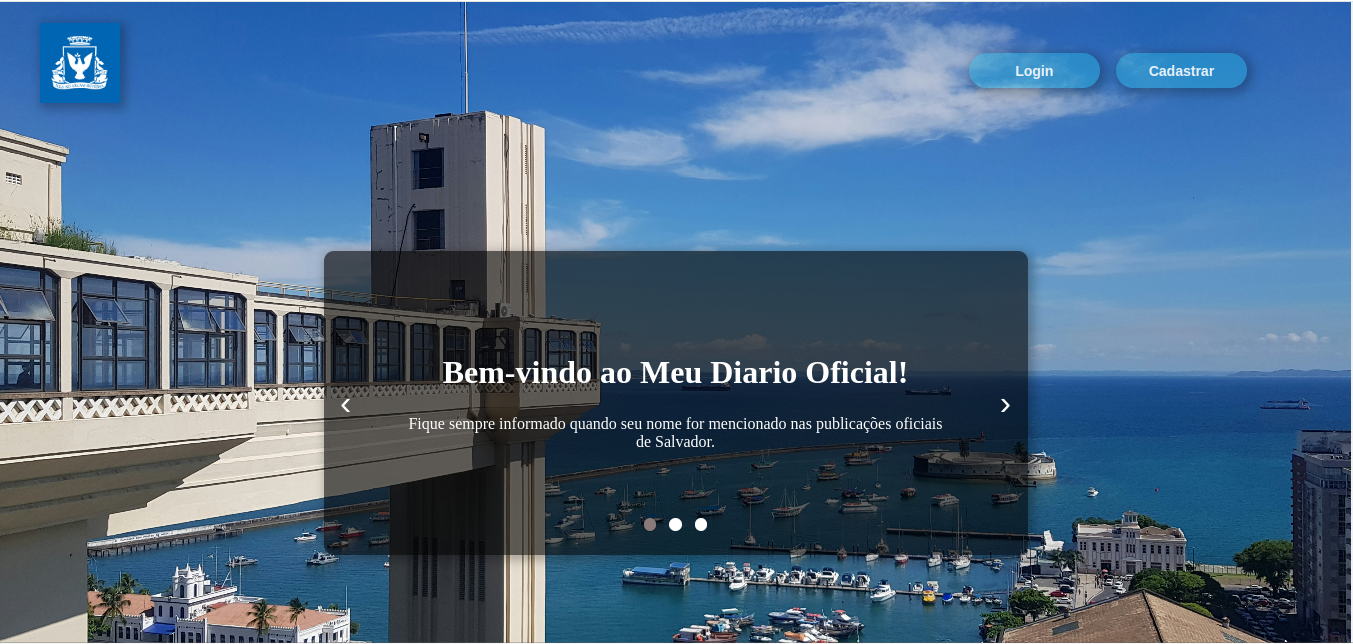 Login
Cadastrar
Bem-vindo ao Meu Diario Oficial!
Fique sempre informado quando seu nome for mencionado nas publicações oficiais
de Salvador.